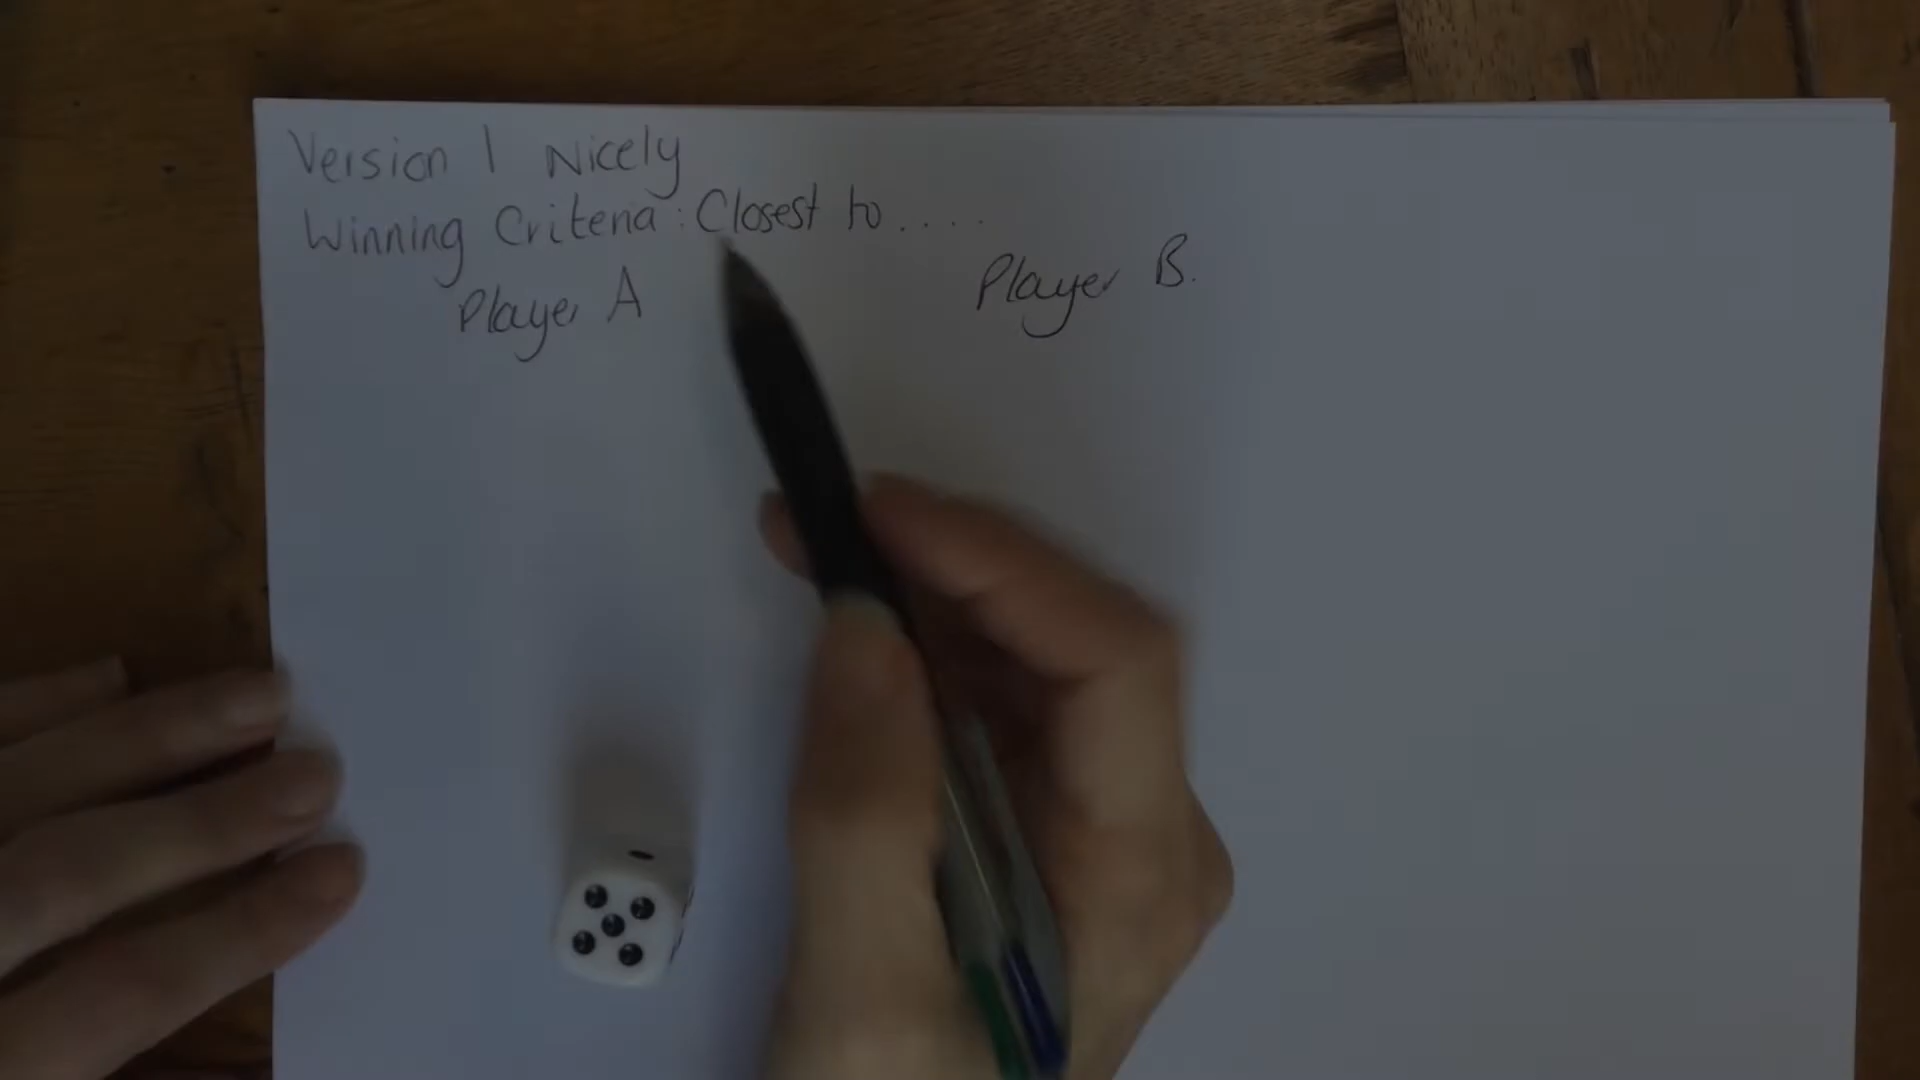 Version 1 Nicely
Winning Criteria : Closest to ....
Player A
Player B.